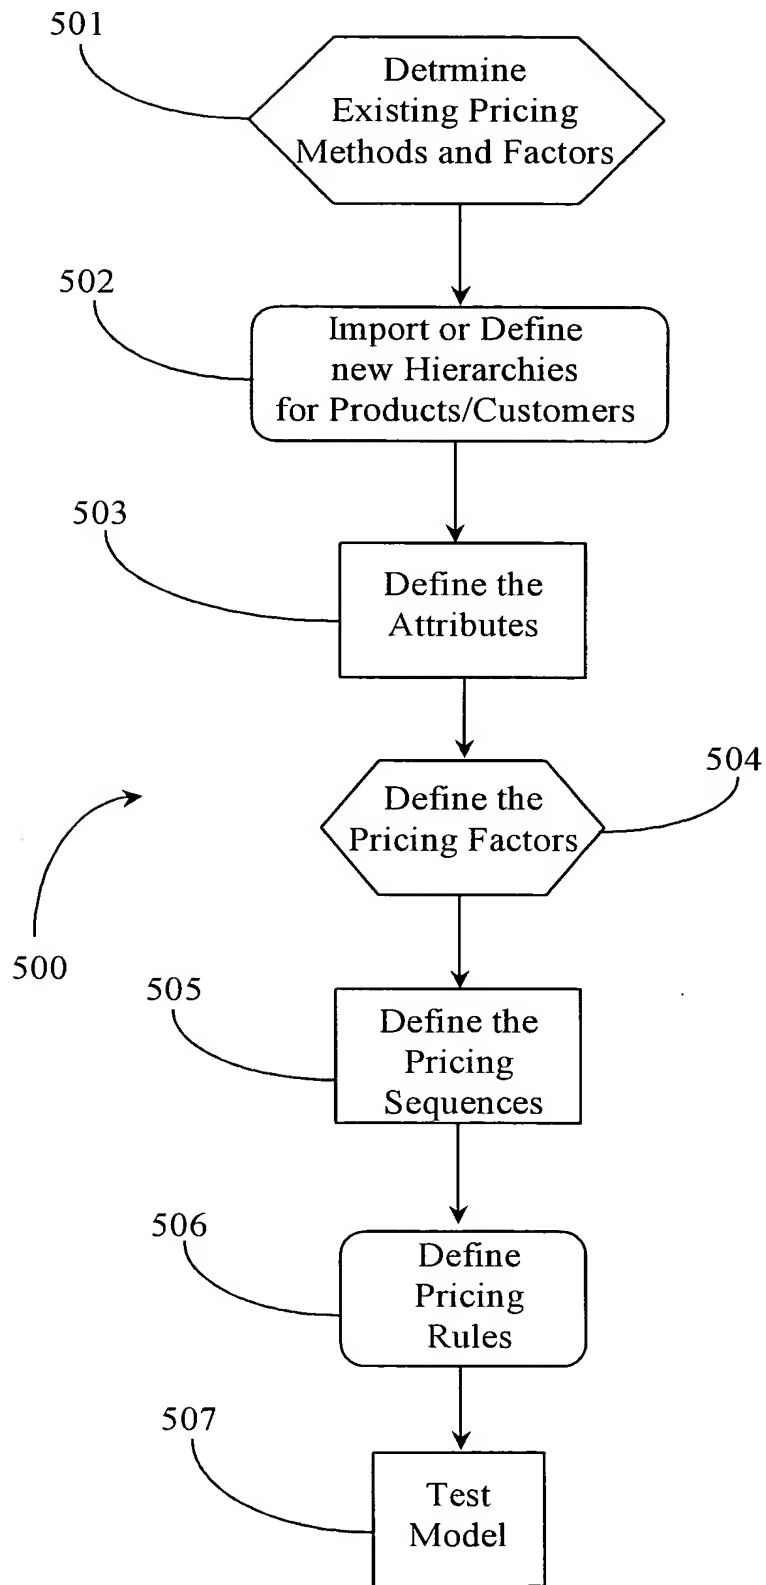 501
Detrmine
Existing Pricing
Methods and Factors
502
Import or Define
new Hierarchies
for Products/Customers
503
Define the
Attributes
504
Define the
Pricing Factors
500
505
Define the
Pricing
Sequences
506
Define
Pricing
Rules
507
Test
Model